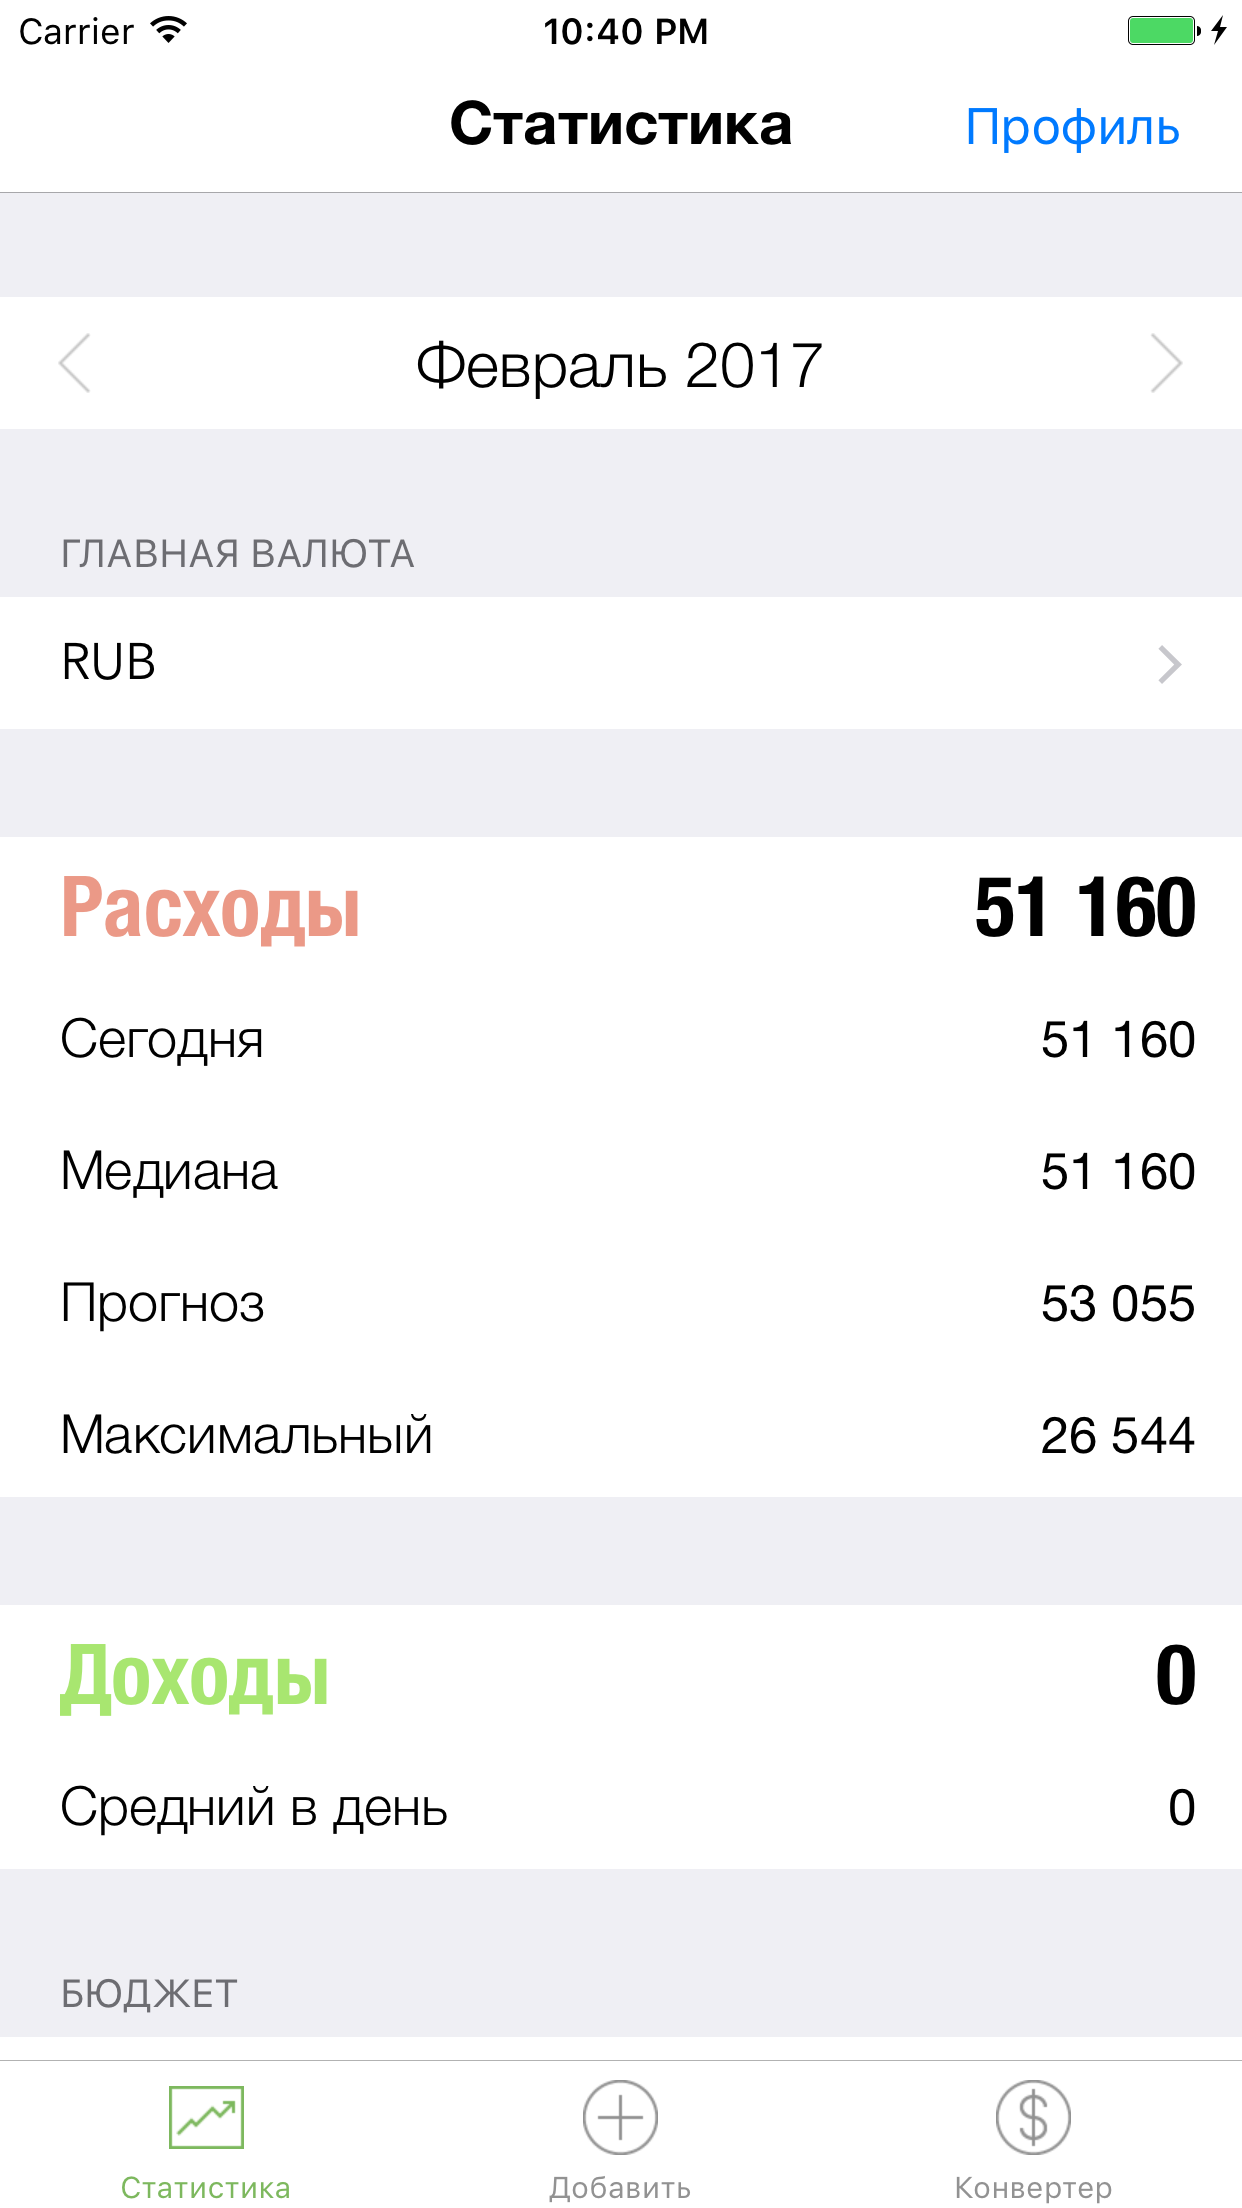 Carrier 10:40 PM
Статистика Профиль
Февраль 2017
ГЛАВНАЯ ВАЛЮТА
RUB
Расходы 51 160
Сегодня 51 160
Медиана 51 160
Прогноз 53 055
Максимальный 26 544
Доходы 0
Средний в день 0
БЮДЖЕТ
Статистика Добавить Конвертер